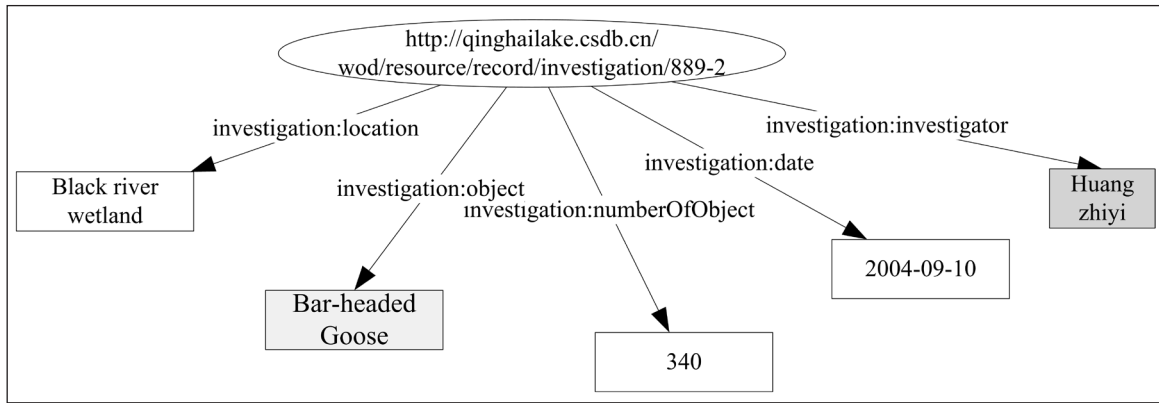 http://qinghailake.csdb.cn/
wod/resource/record/investigation/889-2
investigation:location
investigation:investigator
investigation:date
investigation:object
investigation:numberOfObject
Black river
wetland
Huang
zhiyi
2004-09-10
Bar-headed
Goose
340